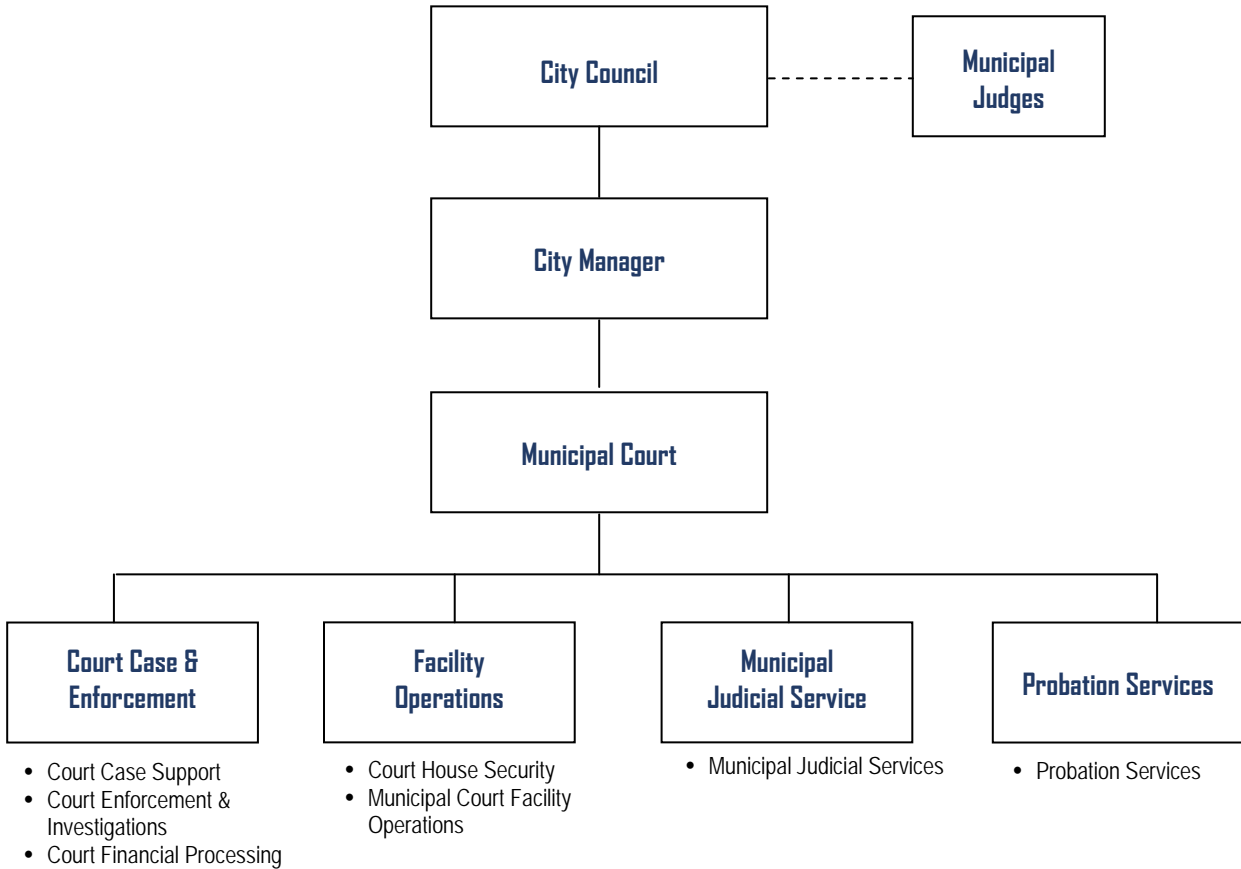 City Council
Municipal
Judges
City Manager
Municipal Court
Court Case &
Enforcement
• Court Case Support
• Court Enforcement &
Investigations
• Court Financial Processing
Facility
Operations
• Court House Security
• Municipal Court Facility
Operations
Municipal
Judicial Service
• Municipal Judicial Services
Probation Services
• Probation Services